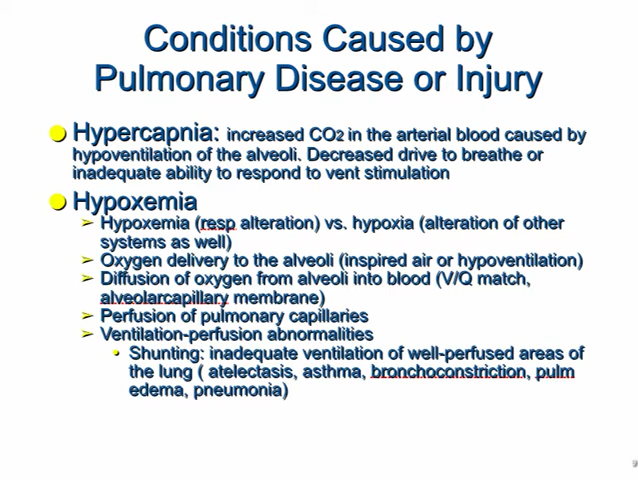 Conditions Caused by
Pulmonary Disease or Injury
Hypercapnia: increased CO2 in the arterial blood caused by
hypoventilation of the alveoli. Decreased drive to breathe or
inadequate ability to respond to vent stimulation
Hypoxemia
➢ Hypoxemia (resp alteration) vs. hypoxia (alteration of other
systems as well)
➢ Oxygen delivery to the alveoli (inspired air or hypoventilation)
➢ Diffusion of oxygen from alveoli into blood (V/Q match,
alveolarcapillary membrane)
➢ Perfusion of pulmonary capillaries
➢ Ventilation-perfusion abnormalities
• Shunting: inadequate ventilation of well-perfused areas of
the lung ( atelectasis, asthma, bronchoconstriction, pulm
edema, pneumonia)
9